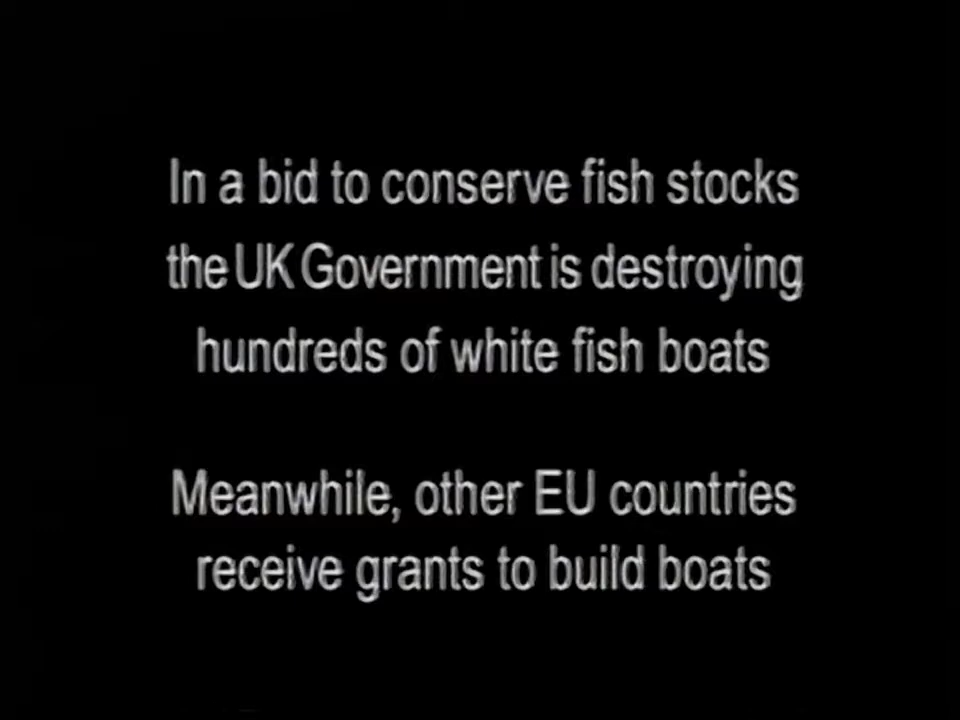 In a bid to conserve fish stocks
the UK Government is destroying
hundreds of white fish boats
Meanwhile, other EU countries
receive grants to build boats